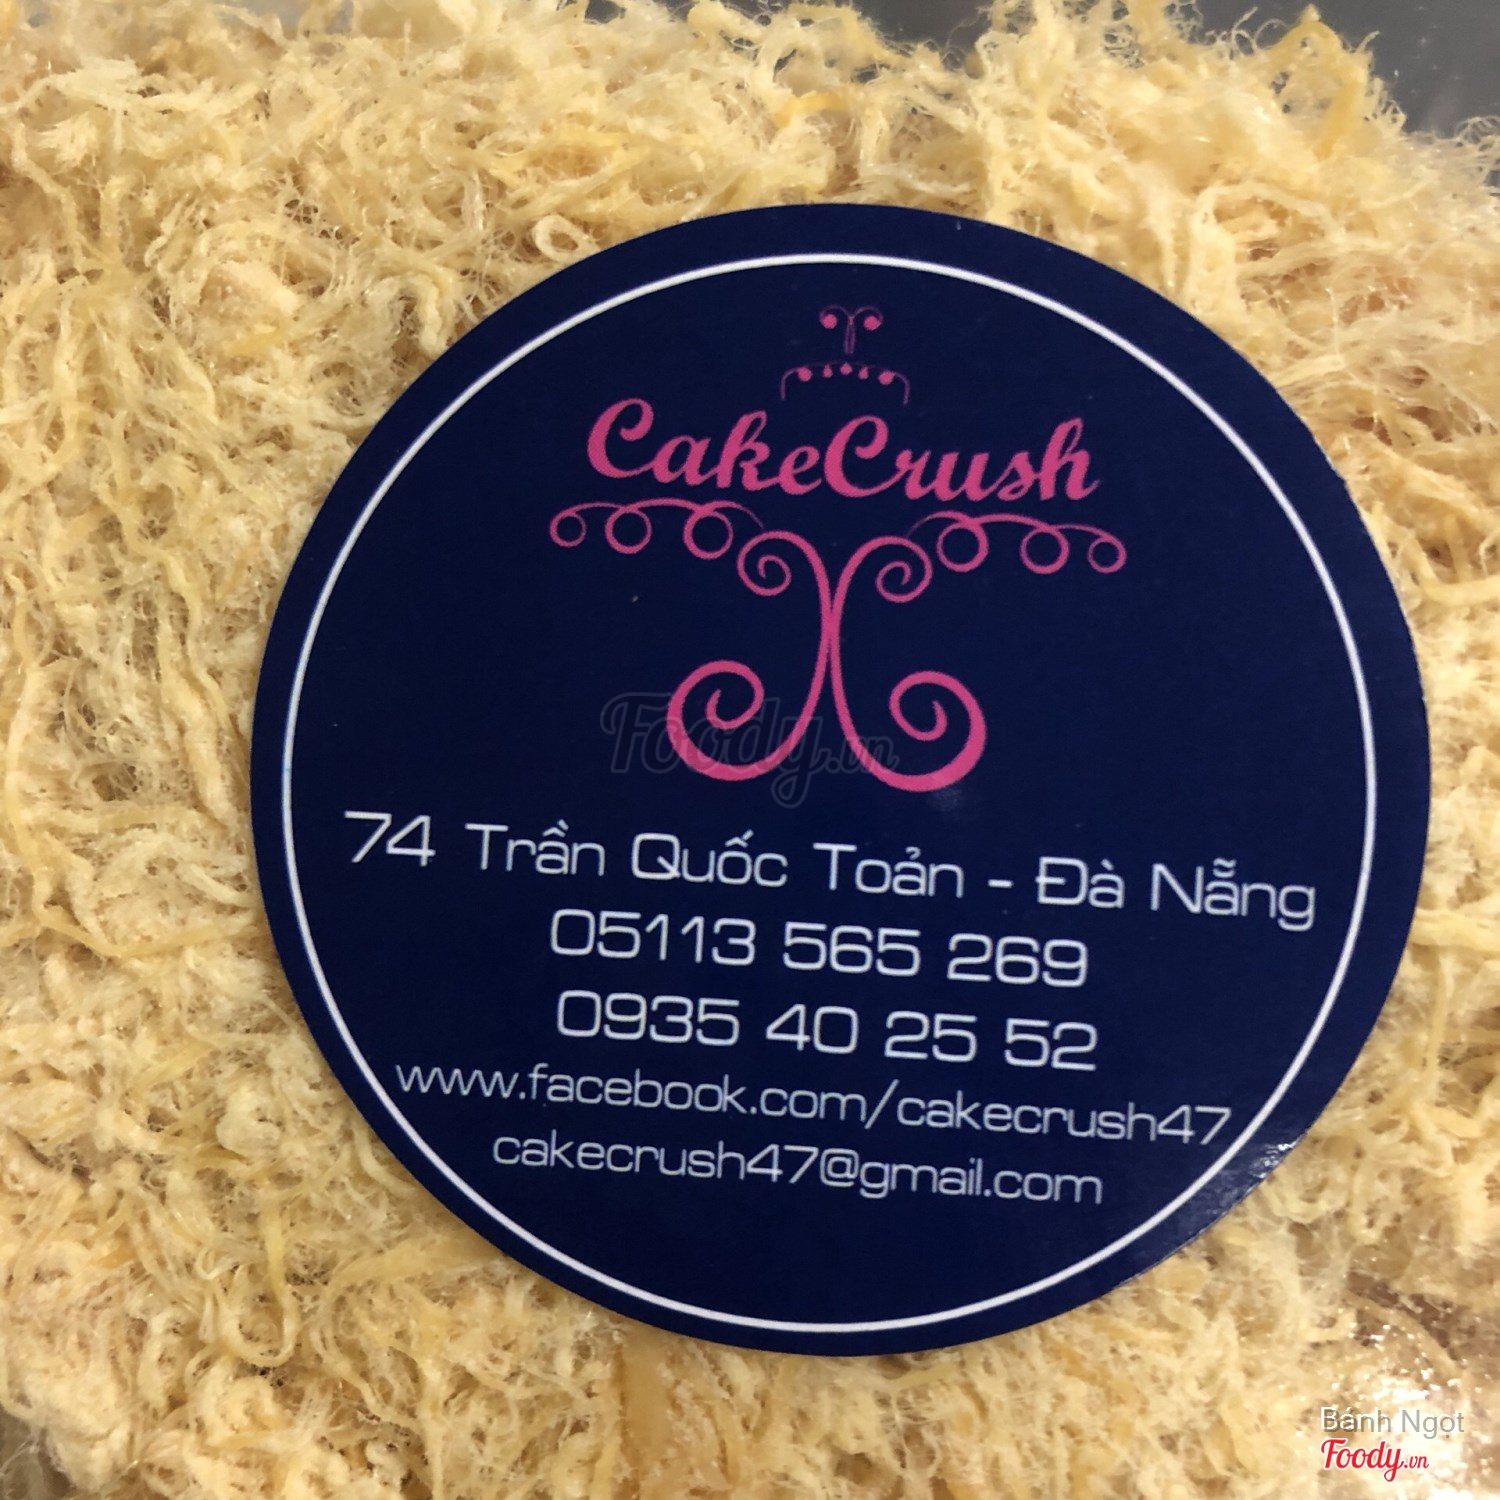 CakeCrush
Foody.vn
74 Trần Quốc Toản - Đà Nẵng
05113 565 269
0935 40 25 52
www.facebook.com/cakecrush47
cakecrush47@gmail.com
Bánh Ngọt
Foody.vn